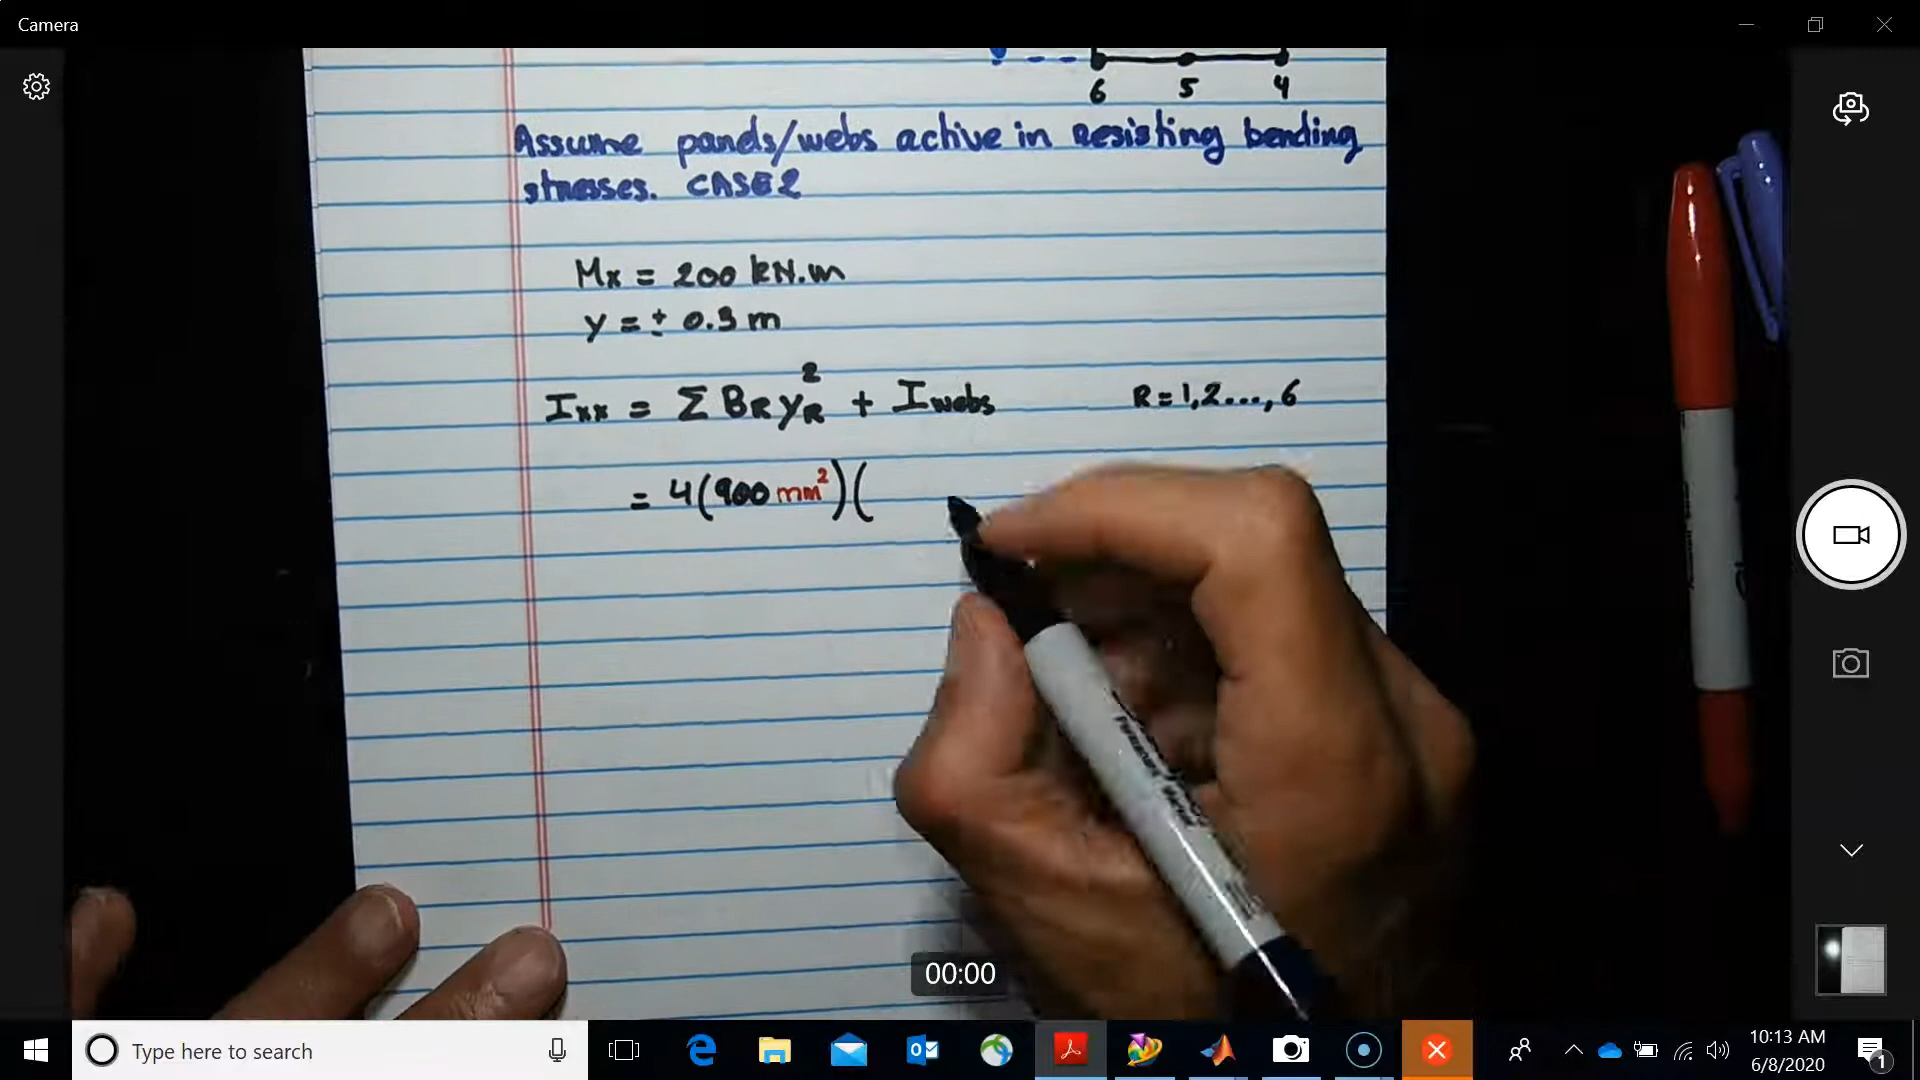 Camera
6 5 4
Assume panels/webs active in Resisting bending
stresses. CASE 2
Mx = 200 kN.m
y = ± 0.3 m
Ixx = Σ BR yR² + Iwebs R = 1,2...,6
= 4(900 mm²)(
00:00
Type here to search
10:13 AM
6/8/2020
1